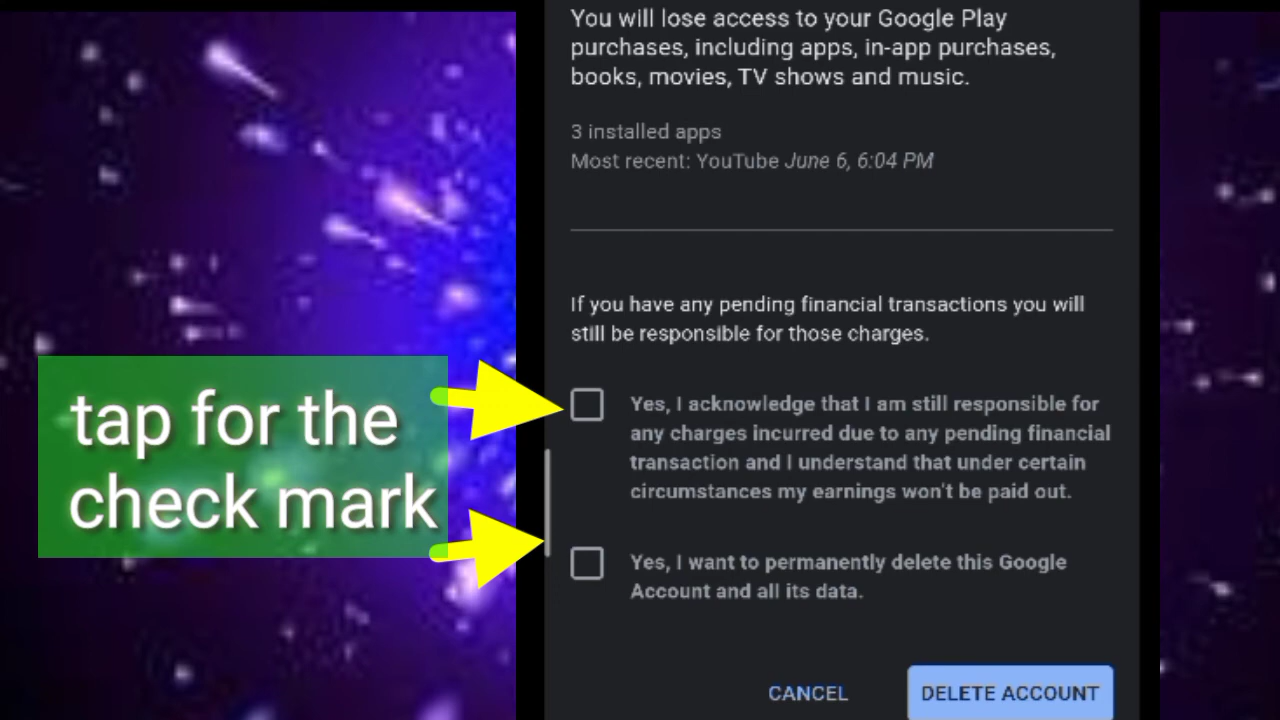 You will lose access to your Google Play
purchases, including apps, in-app purchases,
books, movies, TV shows and music.
3 installed apps
Most recent: YouTube June 6, 6:04 PM
If you have any pending financial transactions you will
still be responsible for those charges.
tap for the
check mark
Yes, I acknowledge that I am still responsible for
any charges incurred due to any pending financial
transaction and I understand that under certain
circumstances my earnings won't be paid out.
Yes, I want to permanently delete this Google
Account and all its data.
CANCEL
DELETE ACCOUNT